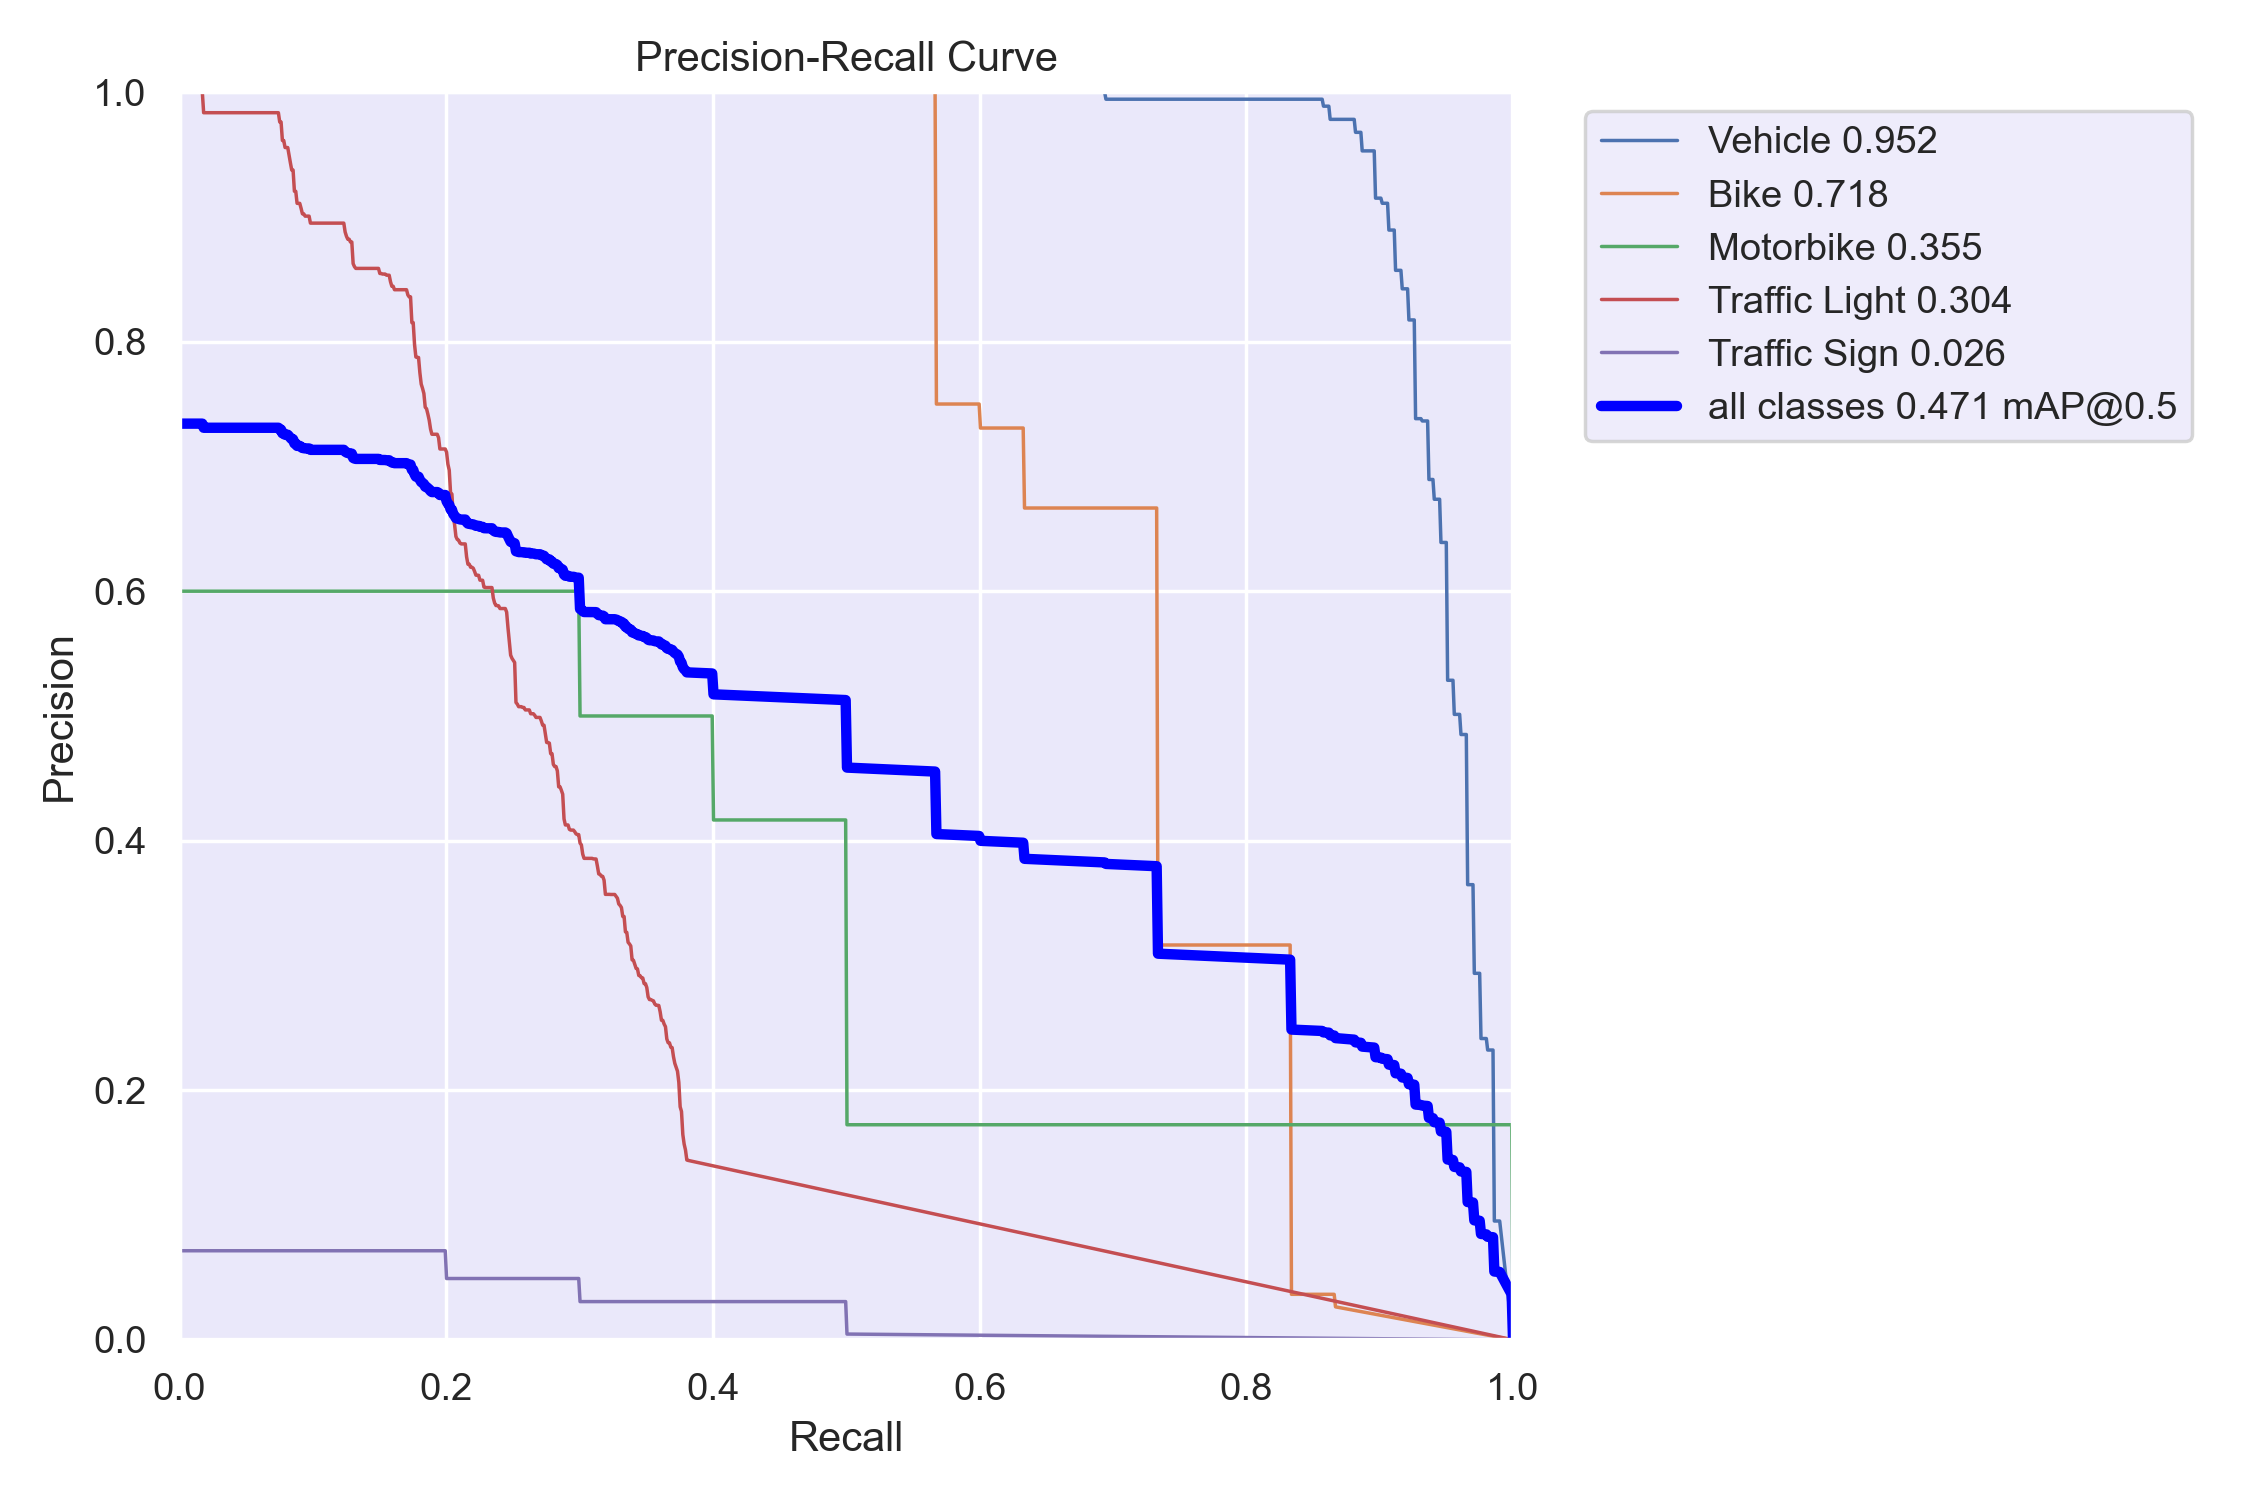 Precision-Recall Curve
1.0
0.8
0.6
0.4
0.2
0.0
Precision
0.0 0.2 0.4 0.6 0.8 1.0
Recall
Vehicle 0.952
Bike 0.718
Motorbike 0.355
Traffic Light 0.304
Traffic Sign 0.026
all classes 0.471 mAP@0.5